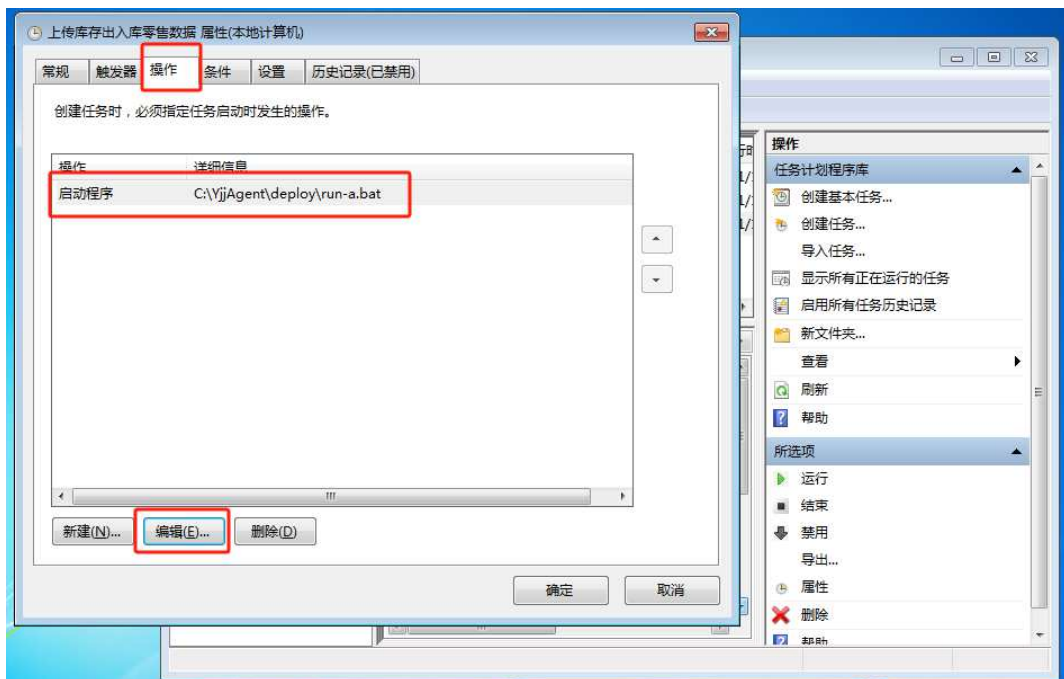 上传库存出入库零售数据 属性(本地计算机)
常规 触发器 操作 条件 设置 历史记录(已禁用)
创建任务时，必须指定任务启动时发生的操作。
操作 详细信息
启动程序 C:\YjjAgent\deploy\run-a.bat
新建(N)... 编辑(E)... 删除(D)
确定 取消
操作
任务计划程序库
创建基本任务...
创建任务...
导入任务...
显示所有正在运行的任务
启用所有任务历史记录
新文件夹...
查看
刷新
帮助
所选项
运行
结束
禁用
导出...
属性
删除
帮助